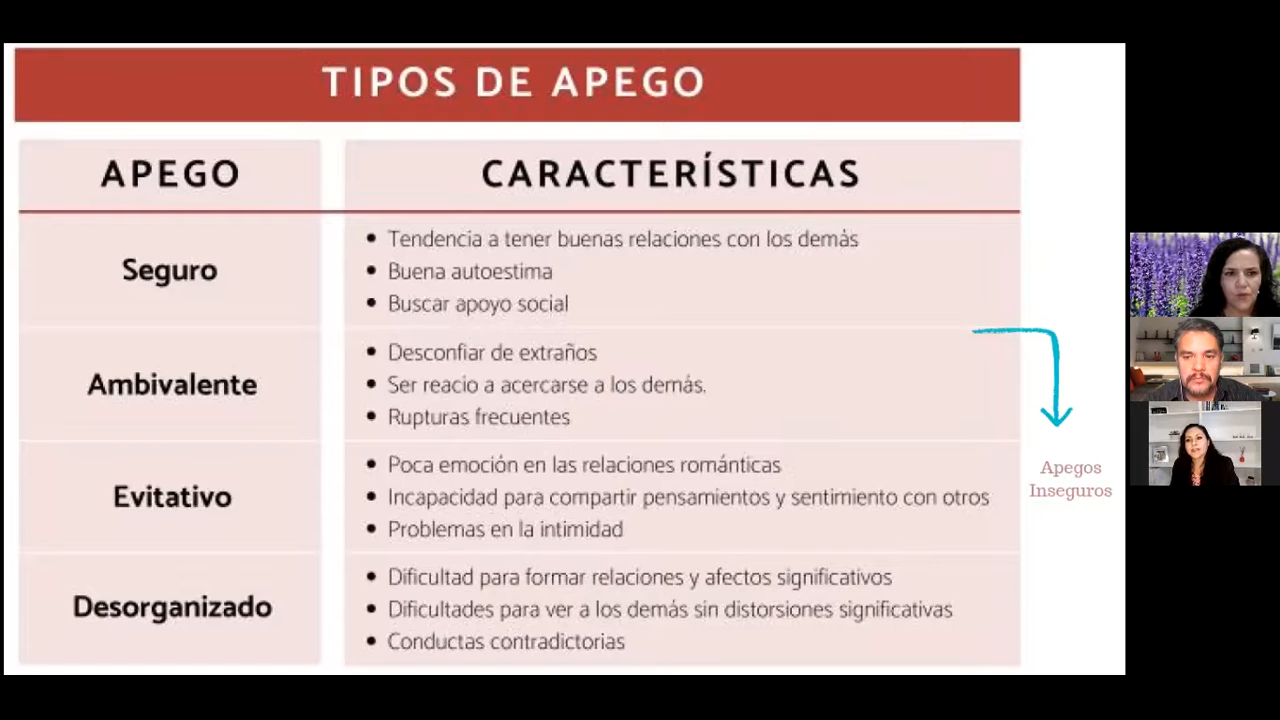 TIPOS DE APEGO
APEGO
CARACTERÍSTICAS
Seguro
• Tendencia a tener buenas relaciones con los demás
• Buena autoestima
• Buscar apoyo social
Ambivalente
• Desconfiar de extraños
• Ser reacio a acercarse a los demás.
• Rupturas frecuentes
Evitativo
• Poca emoción en las relaciones románticas
• Incapacidad para compartir pensamientos y sentimiento con otros
• Problemas en la intimidad
Desorganizado
• Dificultad para formar relaciones y afectos significativos
• Dificultades para ver a los demás sin distorsiones significativas
• Conductas contradictorias
Apegos
Inseguros